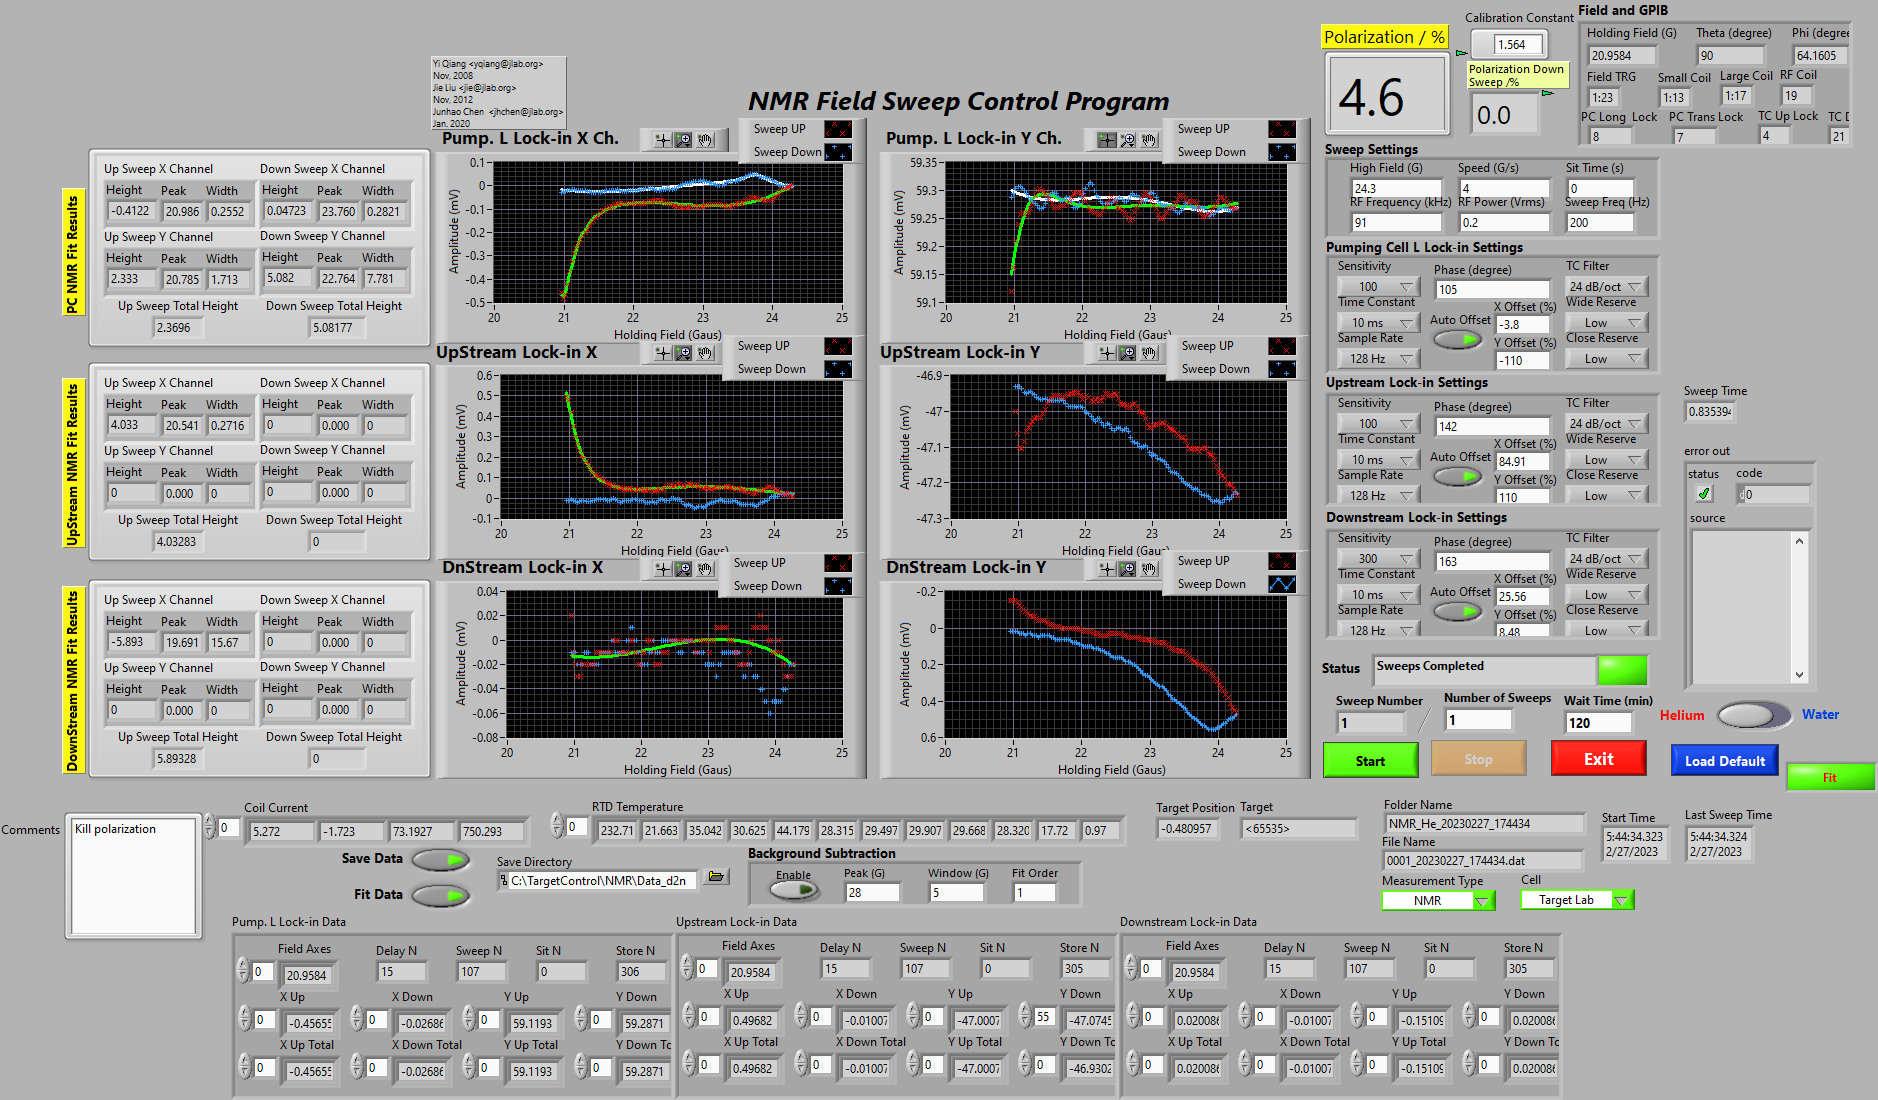 Yi Qiang <yqiang@jlab.org>
Nov, 2008
Jie Liu <jie@jlab.org>
Nov, 2012
Junhao Chen <jhchen@jlab.org>
Jan. 2020
NMR Field Sweep Control Program
Polarization / %
4.6
Calibration Constant
1.564
Polarization Down
Sweep /%
0.0
Field and GPIB
Holding Field (G) Theta (degree) Phi (degree
20.9584 90 64.1605
Field TRG Small Coil Large Coil RF Coil
1:23 1:13 1:17 19
PC Long Lock PC Trans Lock TC Up Lock TC D
8 7 4 21
PC NMR Fit Results
Up Sweep X Channel Down Sweep X Channel
Height Peak Width Height Peak Width
-0.4122 20.986 0.2552 0.04723 23.760 0.2821
Up Sweep Y Channel Down Sweep Y Channel
Height Peak Width Height Peak Width
2.333 20.785 1.713 5.082 22.764 7.781
Up Sweep Total Height Down Sweep Total Height
2.3696 5.08177
UpStream NMR Fit Results
Up Sweep X Channel Down Sweep X Channel
Height Peak Width Height Peak Width
4.033 20.541 0.2716 0 0.000 0
Up Sweep Y Channel Down Sweep Y Channel
Height Peak Width Height Peak Width
0 0.000 0 0 0.000 0
Up Sweep Total Height Down Sweep Total Height
4.03283 0
DownStream NMR Fit Results
Up Sweep X Channel Down Sweep X Channel
Height Peak Width Height Peak Width
-5.893 19.691 15.67 0 0.000 0
Up Sweep Y Channel Down Sweep Y Channel
Height Peak Width Height Peak Width
0 0.000 0 0 0.000 0
Up Sweep Total Height Down Sweep Total Height
5.89328 0
Pump. L Lock-in X Ch.
Sweep UP
Sweep Down
Amplitude (mV)
0.1
0
-0.1
-0.2
-0.3
-0.4
-0.5
20 21 22 23 24 25
Holding Field (Gaus)
Pump. L Lock-in Y Ch.
Sweep UP
Sweep Down
Amplitude (mV)
59.35
59.3
59.25
59.2
59.15
59.1
20 21 22 23 24 25
Holding Field (Gaus)
UpStream Lock-in X
Sweep UP
Sweep Down
Amplitude (mV)
0.6
0.5
0.4
0.3
0.2
0.1
0
-0.1
20 21 22 23 24 25
Holding Field (Gaus)
UpStream Lock-in Y
Sweep UP
Sweep Down
Amplitude (mV)
-46.9
-47
-47.1
-47.2
-47.3
20 21 22 23 24 25
Holding Field (Gaus)
DnStream Lock-in X
Sweep UP
Sweep Down
Amplitude (mV)
0.04
0.02
0
-0.02
-0.04
-0.06
-0.08
20 21 22 23 24 25
Holding Field (Gaus)
DnStream Lock-in Y
Sweep UP
Sweep Down
Amplitude (mV)
-0.2
0
0.2
0.4
0.6
20 21 22 23 24 25
Holding Field (Gaus)
Sweep Settings
High Field (G) Speed (G/s) Sit Time (s)
24.3 4 0
RF Frequency (kHz) RF Power (Vrms) Sweep Freq (Hz)
91 0.2 200
Pumping Cell L Lock-in Settings
Sensitivity Phase (degree) TC Filter
100 105 24 dB/oct
Time Constant X Offset (%) Wide Reserve
10 ms Auto Offset -3.8 Low
Sample Rate Y Offset (%) Close Reserve
128 Hz -110 Low
Upstream Lock-in Settings
Sensitivity Phase (degree) TC Filter
100 142 24 dB/oct
Time Constant X Offset (%) Wide Reserve
10 ms Auto Offset 84.91 Low
Sample Rate Y Offset (%) Close Reserve
128 Hz 110 Low
Downstream Lock-in Settings
Sensitivity Phase (degree) TC Filter
300 163 24 dB/oct
Time Constant X Offset (%) Wide Reserve
10 ms Auto Offset 25.56 Low
Sample Rate Y Offset (%) Close Reserve
128 Hz 8.48 Low
Sweep Time
0.835394
error out
status code
0
source
Status Sweeps Completed
Sweep Number Number of Sweeps Wait Time (min)
1 / 1 120
Helium Water
Start Stop Exit Load Default Fit
Comments
Kill polarization
Coil Current
0 5.272 -1.723 73.1927 750.293
RTD Temperature
0 232.71 21.663 35.042 30.625 44.179 28.315 29.497 29.907 29.668 28.320 17.72 0.97
Target Position Target
-0.480957 <65535>
Folder Name
NMR_He_20230227_174434
File Name
0001_20230227_174434.dat
Start Time Last Sweep Time
5:44:34.323 5:44:34.324
2/27/2023 2/27/2023
Measurement Type Cell
NMR Target Lab
Save Data
Fit Data
Save Directory
C:\TargetControl\NMR\Data_d2n
Background Subtraction
Enable Peak (G) Window (G) Fit Order
28 5 1
Pump. L Lock-in Data
Field Axes Delay N Sweep N Sit N Store N
0 20.9584 15 107 0 306
X Up X Down Y Up Y Down
0 -0.45655 0 -0.02686 0 59.1193 0 59.2871
X Up Total X Down Total Y Up Total Y Down To
0 -0.45655 0 -0.02686 0 59.1193 0 59.2871
Upstream Lock-in Data
Field Axes Delay N Sweep N Sit N Store N
0 20.9584 15 107 0 305
X Up X Down Y Up Y Down
0 0.49682 0 -0.01007 0 -47.0007 55 -47.0745
X Up Total X Down Total Y Up Total Y Down To
0 0.49682 0 -0.01007 0 -47.0007 0 -46.9302
Downstream Lock-in Data
Field Axes Delay N Sweep N Sit N Store N
0 20.9584 15 107 0 305
X Up X Down Y Up Y Down
0 0.020086 0 -0.01007 0 -0.15109 0 0.020086
X Up Total X Down Total Y Up Total Y Down To
0 0.020086 0 -0.01007 0 -0.15109 0 0.020086